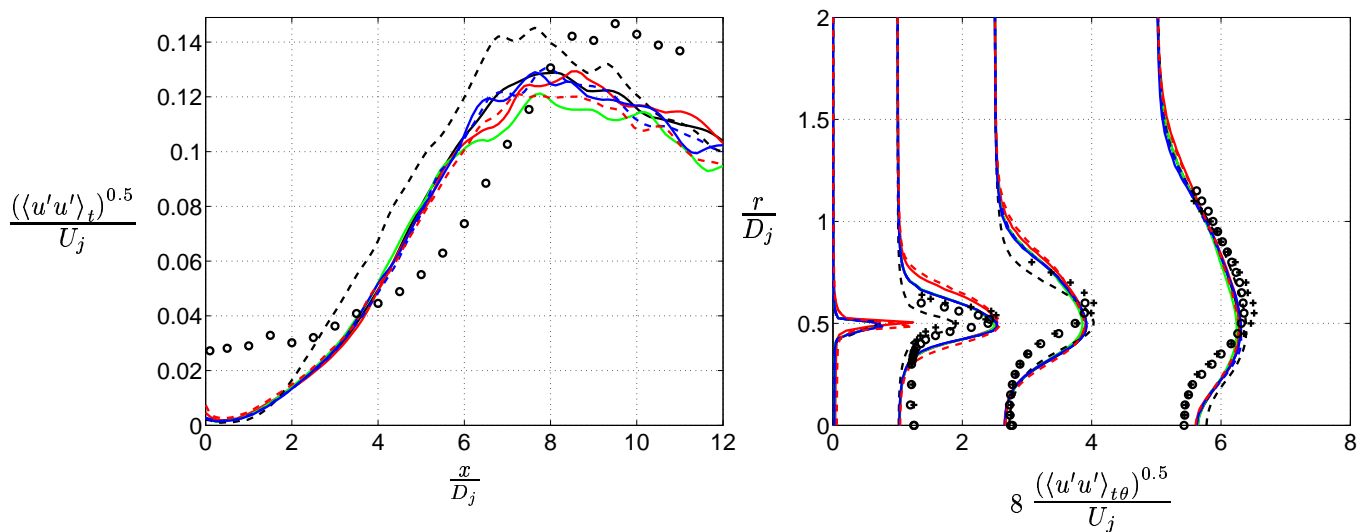 0.14
0.12
0.1
0.08
0.06
0.04
0.02
0
(⟨u'u'⟩_t)^0.5 / U_j
0 2 4 6 8 10 12
x / D_j
2
1.5
1
0.5
0
r / D_j
0 2 4 6 8
8 (⟨u'u'⟩_tθ)^0.5 / U_j